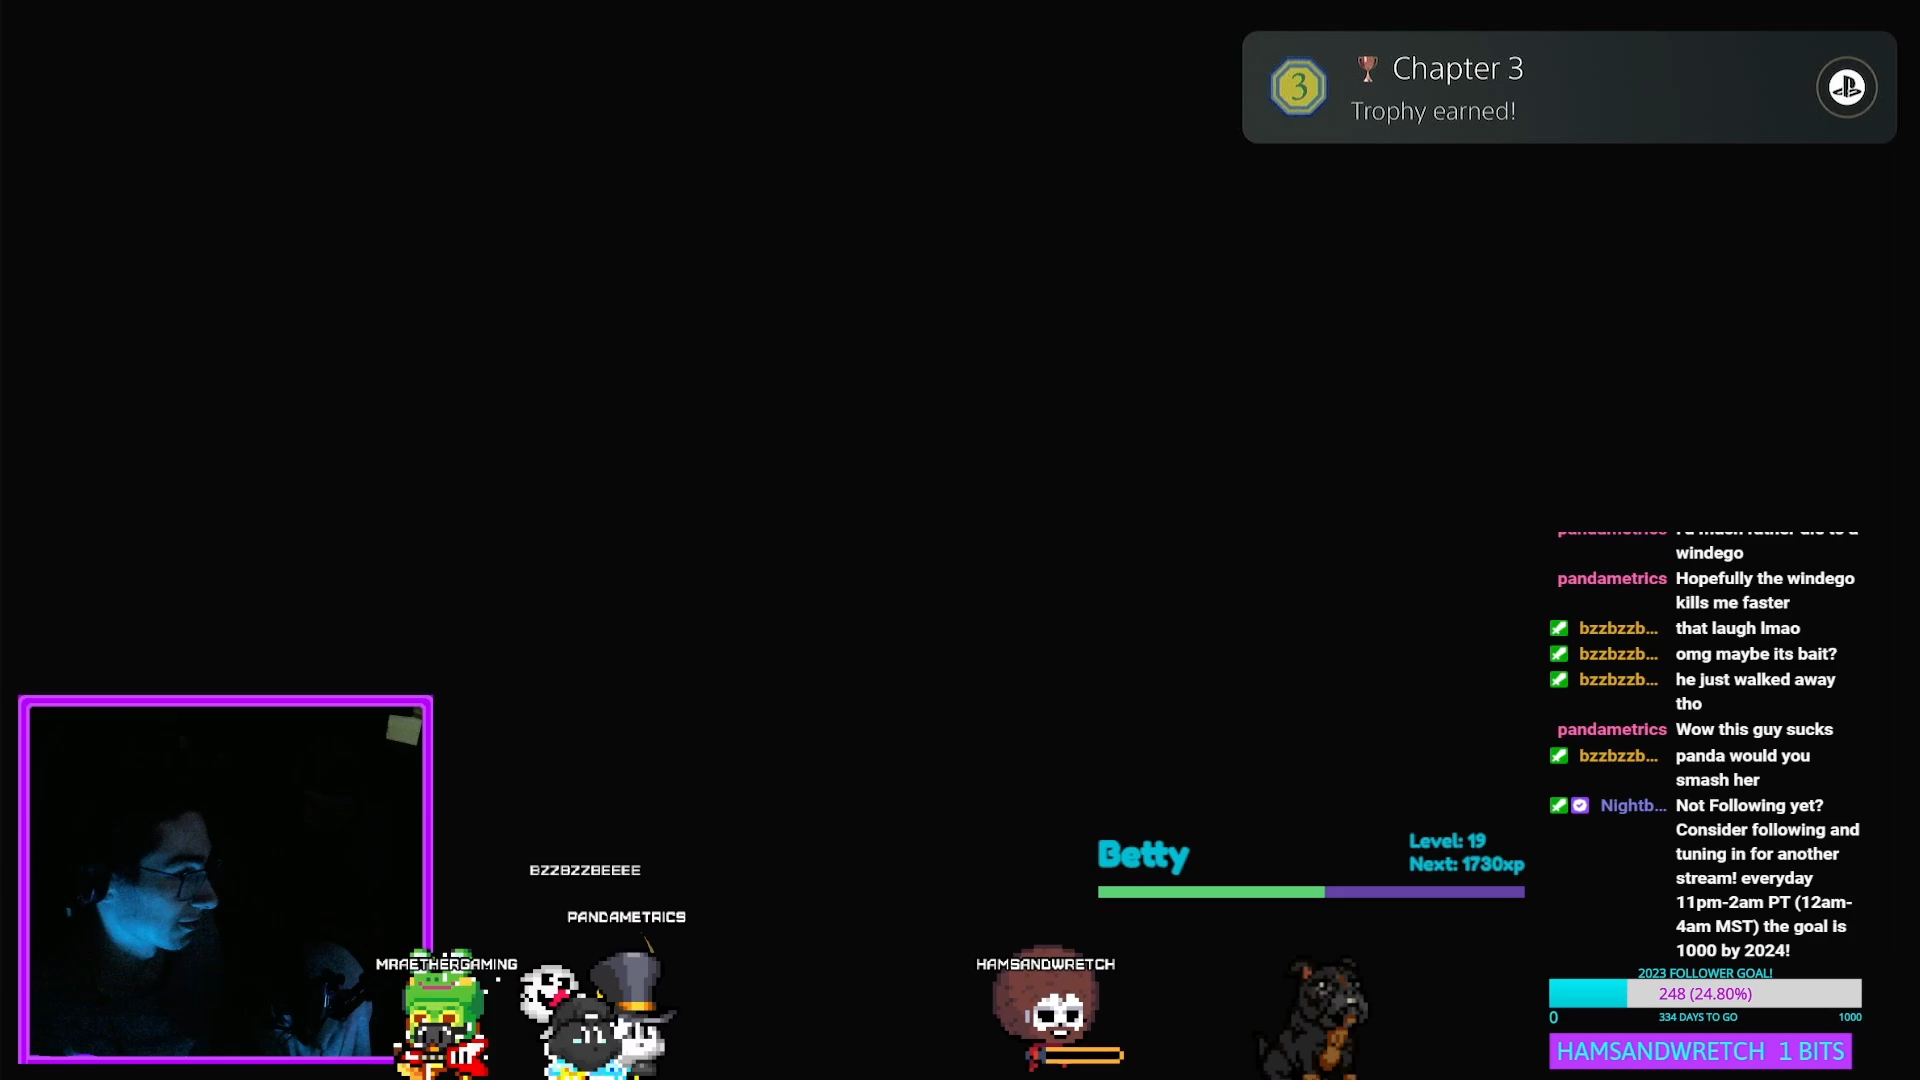 3
Chapter 3
Trophy earned!
windego
pandametrics Hopefully the windego
kills me faster
bzzbzzb... that laugh lmao
bzzbzzb... omg maybe its bait?
bzzbzzb... he just walked away
tho
pandametrics Wow this guy sucks
bzzbzzb... panda would you
smash her
Nightb... Not Following yet?
Consider following and
tuning in for another
stream! everyday
11pm-2am PT (12am-
4am MST) the goal is
1000 by 2024!
Betty
Level: 19
Next: 1730xp
BZZBZZBEEEE
PANDAMETRICS
MRAETHERGAMING
HAMSANDWRETCH
2023 FOLLOWER GOAL!
248 (24.80%)
0 334 DAYS TO GO 1000
HAMSANDWRETCH 1 BITS